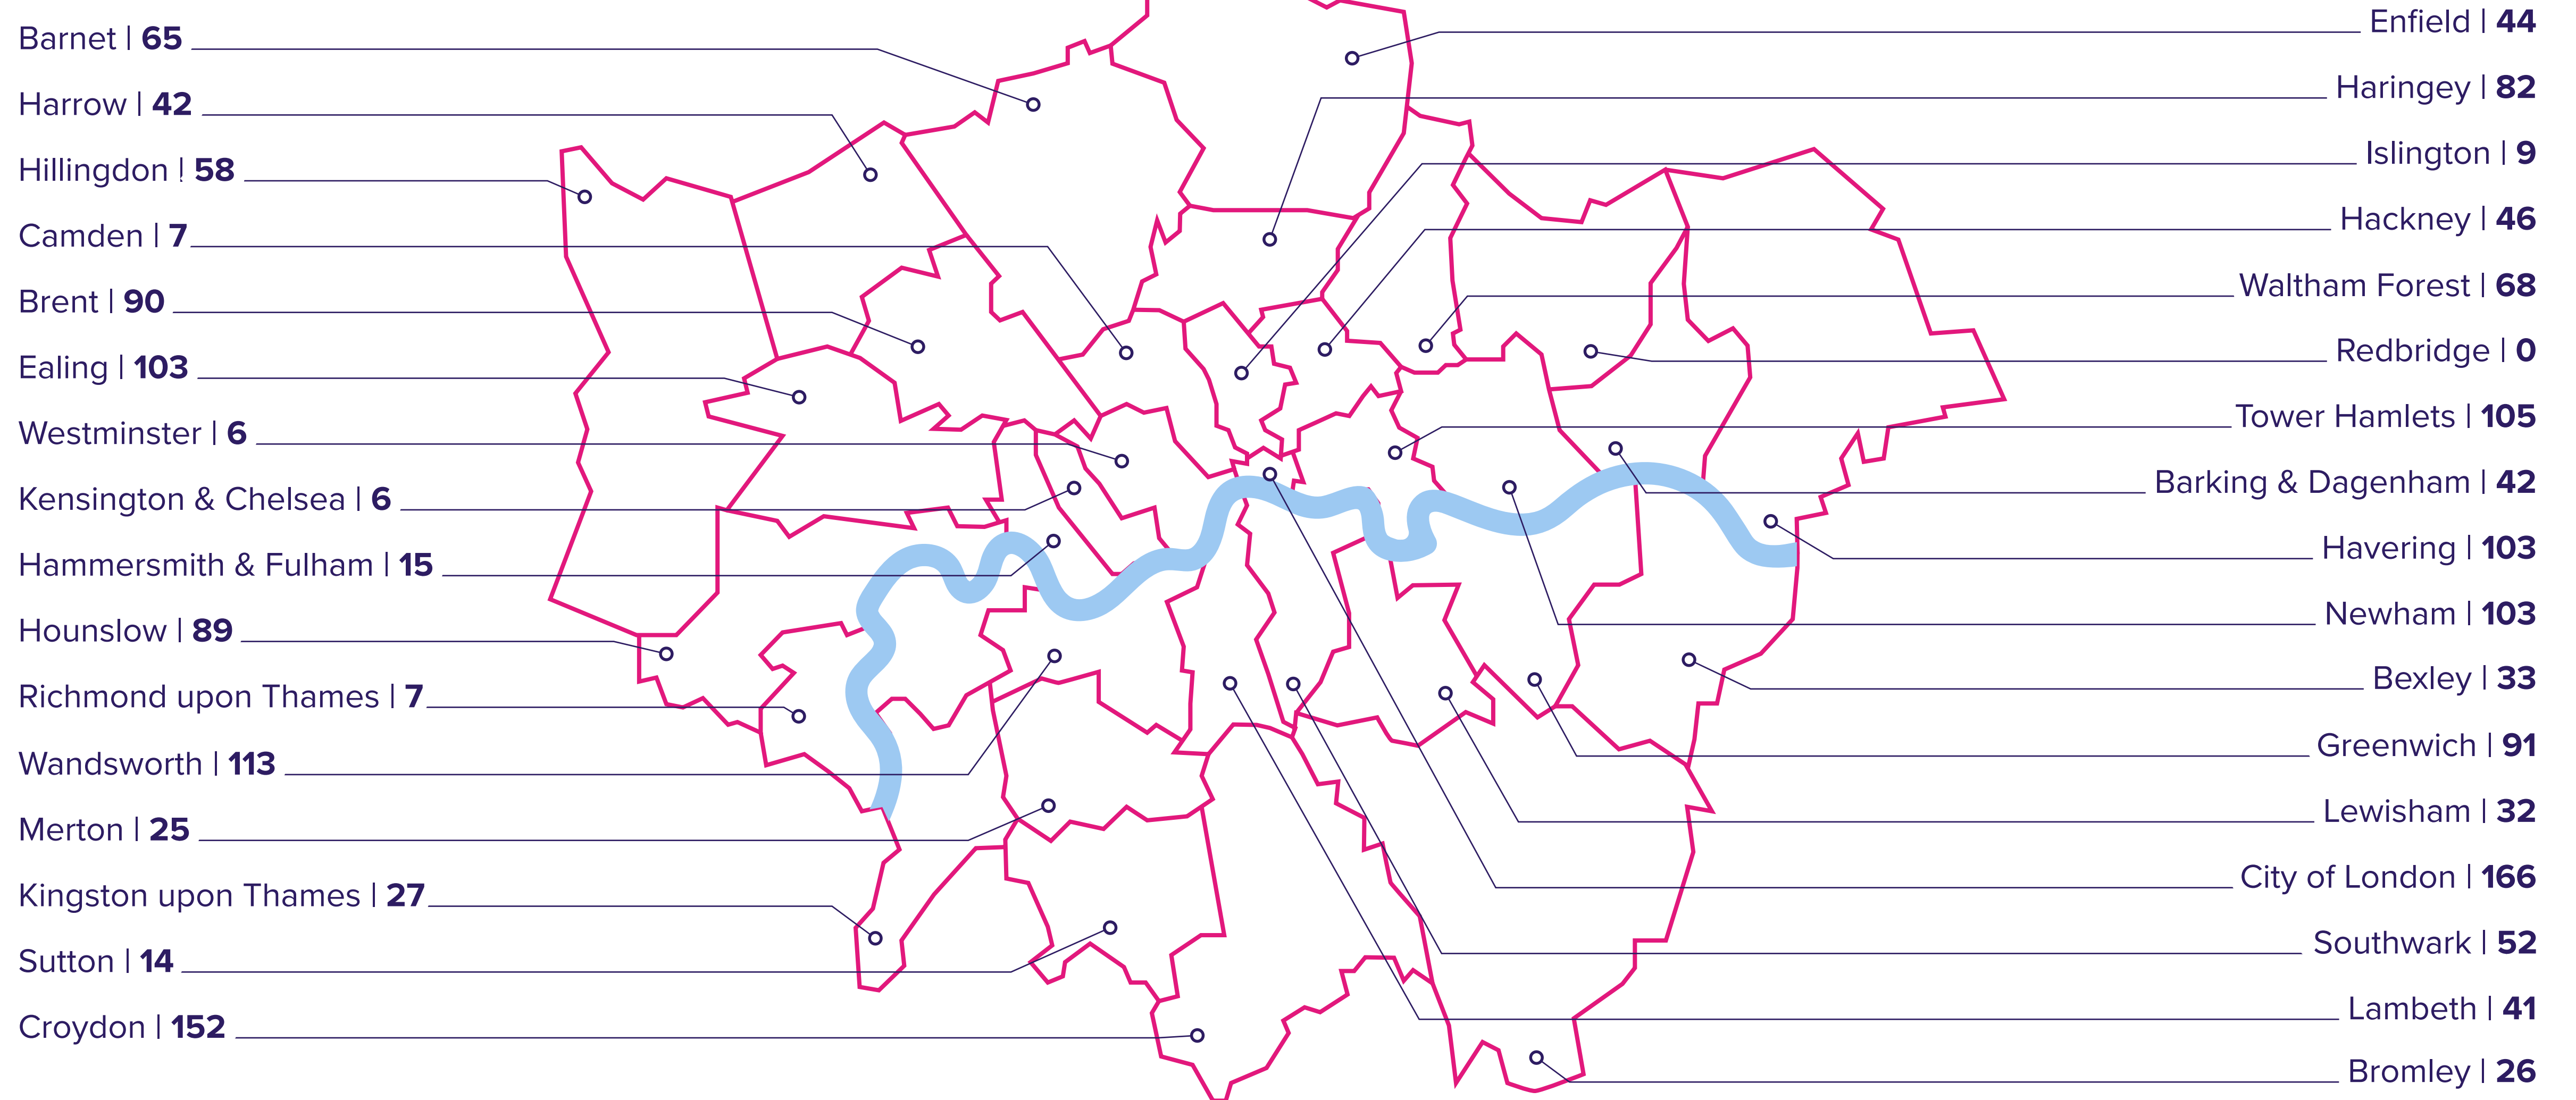 Barnet | 65
Harrow | 42
Hillingdon | 58
Camden | 7
Brent | 90
Ealing | 103
Westminster | 6
Kensington & Chelsea | 6
Hammersmith & Fulham | 15
Hounslow | 89
Richmond upon Thames | 7
Wandsworth | 113
Merton | 25
Kingston upon Thames | 27
Sutton | 14
Croydon | 152
Enfield | 44
Haringey | 82
Islington | 9
Hackney | 46
Waltham Forest | 68
Redbridge | 0
Tower Hamlets | 105
Barking & Dagenham | 42
Havering | 103
Newham | 103
Bexley | 33
Greenwich | 91
Lewisham | 32
City of London | 166
Southwark | 52
Lambeth | 41
Bromley | 26